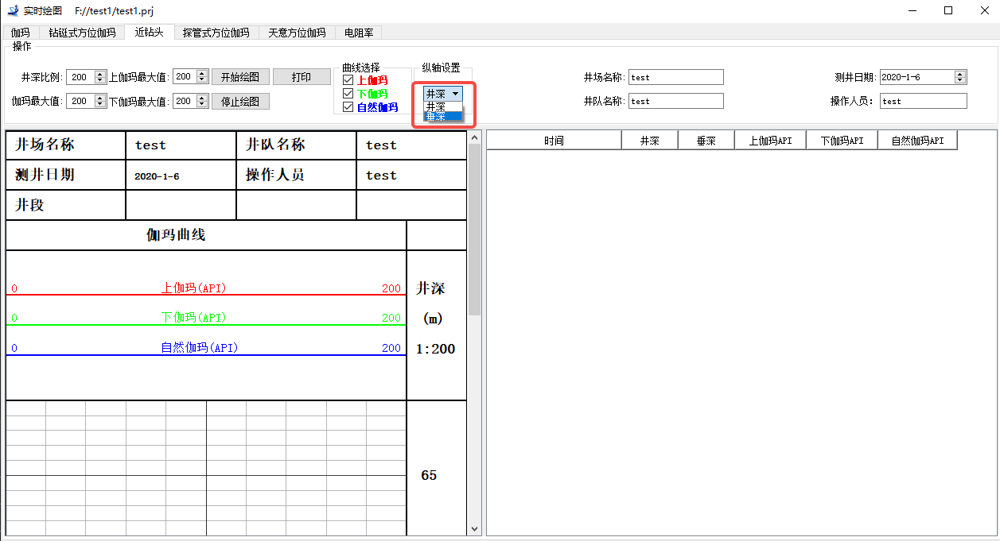 实时绘图 F://test1/test1.prj
伽玛 钻铤式方位伽玛 近钻头 探管式方位伽玛 天意方位伽玛 电阻率
操作
井深比例: 200 上伽玛最大值: 200 开始绘图 打印
伽玛最大值: 200 下伽玛最大值: 200 停止绘图
曲线选择
上伽玛
下伽玛
自然伽玛
纵轴设置
井深
井深
垂深
井场名称: test
井队名称: test
测井日期: 2020-1-6
操作人员: test
井场名称 test 井队名称 test
测井日期 2020-1-6 操作人员 test
井段
伽玛曲线
0 上伽玛(API) 200
0 下伽玛(API) 200
0 自然伽玛(API) 200
井深
(m)
1:200
65
时间 井深 垂深 上伽玛API 下伽玛API 自然伽玛API